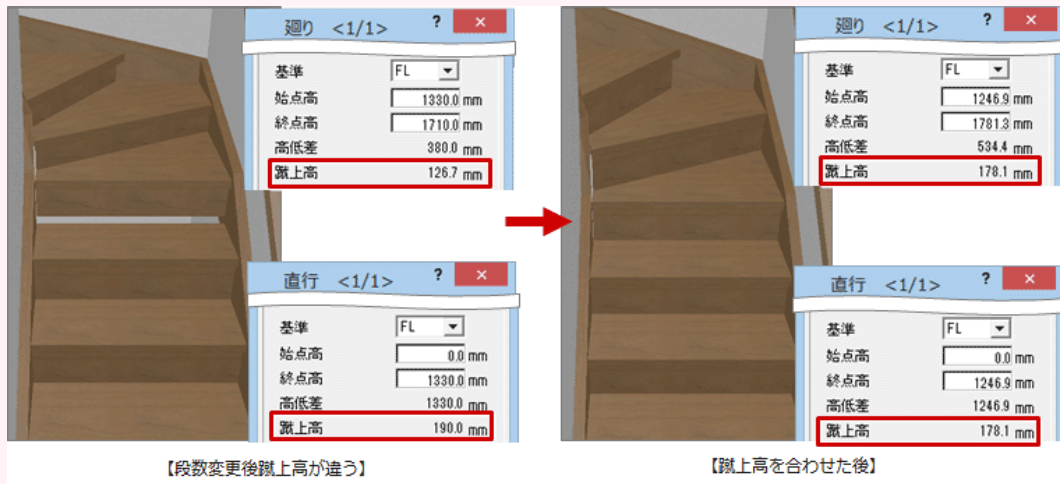 廻り <1/1> ? ×
基準 FL
始点高 1330.0 mm
終点高 1710.0 mm
高低差 380.0 mm
蹴上高 126.7 mm
直行 <1/1> ? ×
基準 FL
始点高 0.0 mm
終点高 1330.0 mm
高低差 1330.0 mm
蹴上高 190.0 mm
【段数変更後蹴上高が違う】
廻り <1/1> ? ×
基準 FL
始点高 1246.9 mm
終点高 1781.3 mm
高低差 534.4 mm
蹴上高 178.1 mm
直行 <1/1> ? ×
基準 FL
始点高 0.0 mm
終点高 1246.9 mm
高低差 1246.9 mm
蹴上高 178.1 mm
【蹴上高を合わせた後】